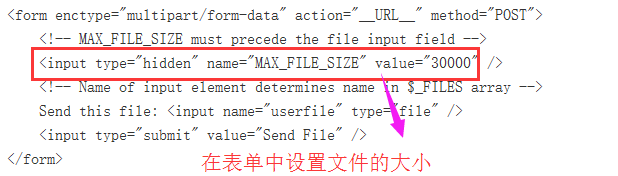 <form enctype="multipart/form-data" action="__URL__" method="POST">
<!-- MAX_FILE_SIZE must precede the file input field -->
<input type="hidden" name="MAX_FILE_SIZE" value="30000" />
<!-- Name of input element determines name in $_FILES array -->
Send this file: <input name="userfile" type="file" />
<input type="submit" value="Send File" />
</form>
在表单中设置文件的大小